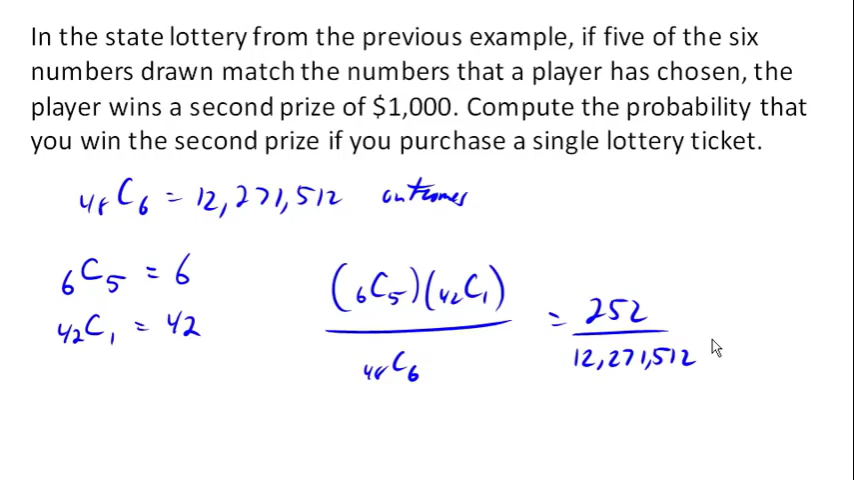 In the state lottery from the previous example, if five of the six
numbers drawn match the numbers that a player has chosen, the
player wins a second prize of $1,000. Compute the probability that
you win the second prize if you purchase a single lottery ticket.
₄₈C₆ = 12,271,512 outcomes
₆C₅ = 6
₄₂C₁ = 42
(₆C₅)(₄₂C₁)
₄₈C₆
= 252
12,271,512